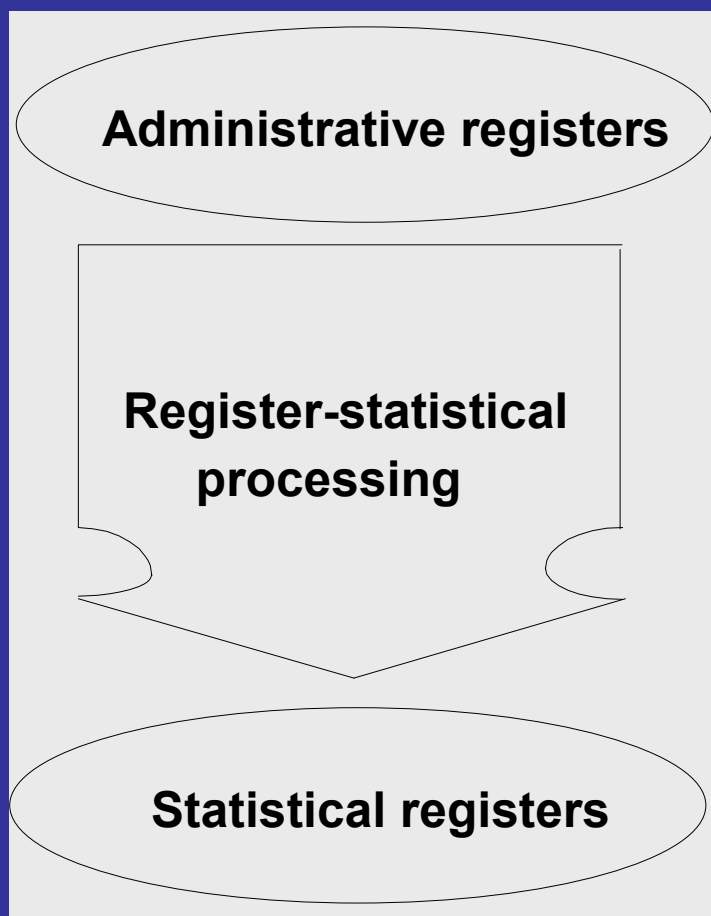 Administrative registers
Register-statistical
processing
Statistical registers